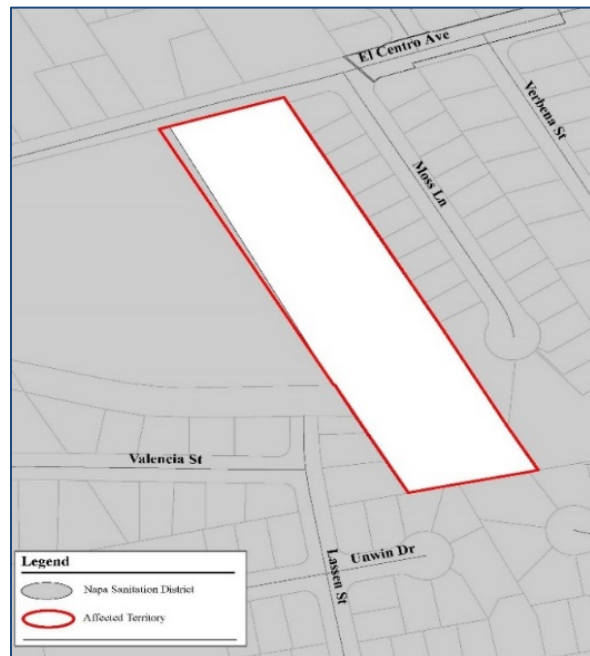 El Centro Ave
Verbena St
Moss Ln
Valencia St
Unwin Dr
Lassen St
Legend
Napa Sanitation District
Affected Territory